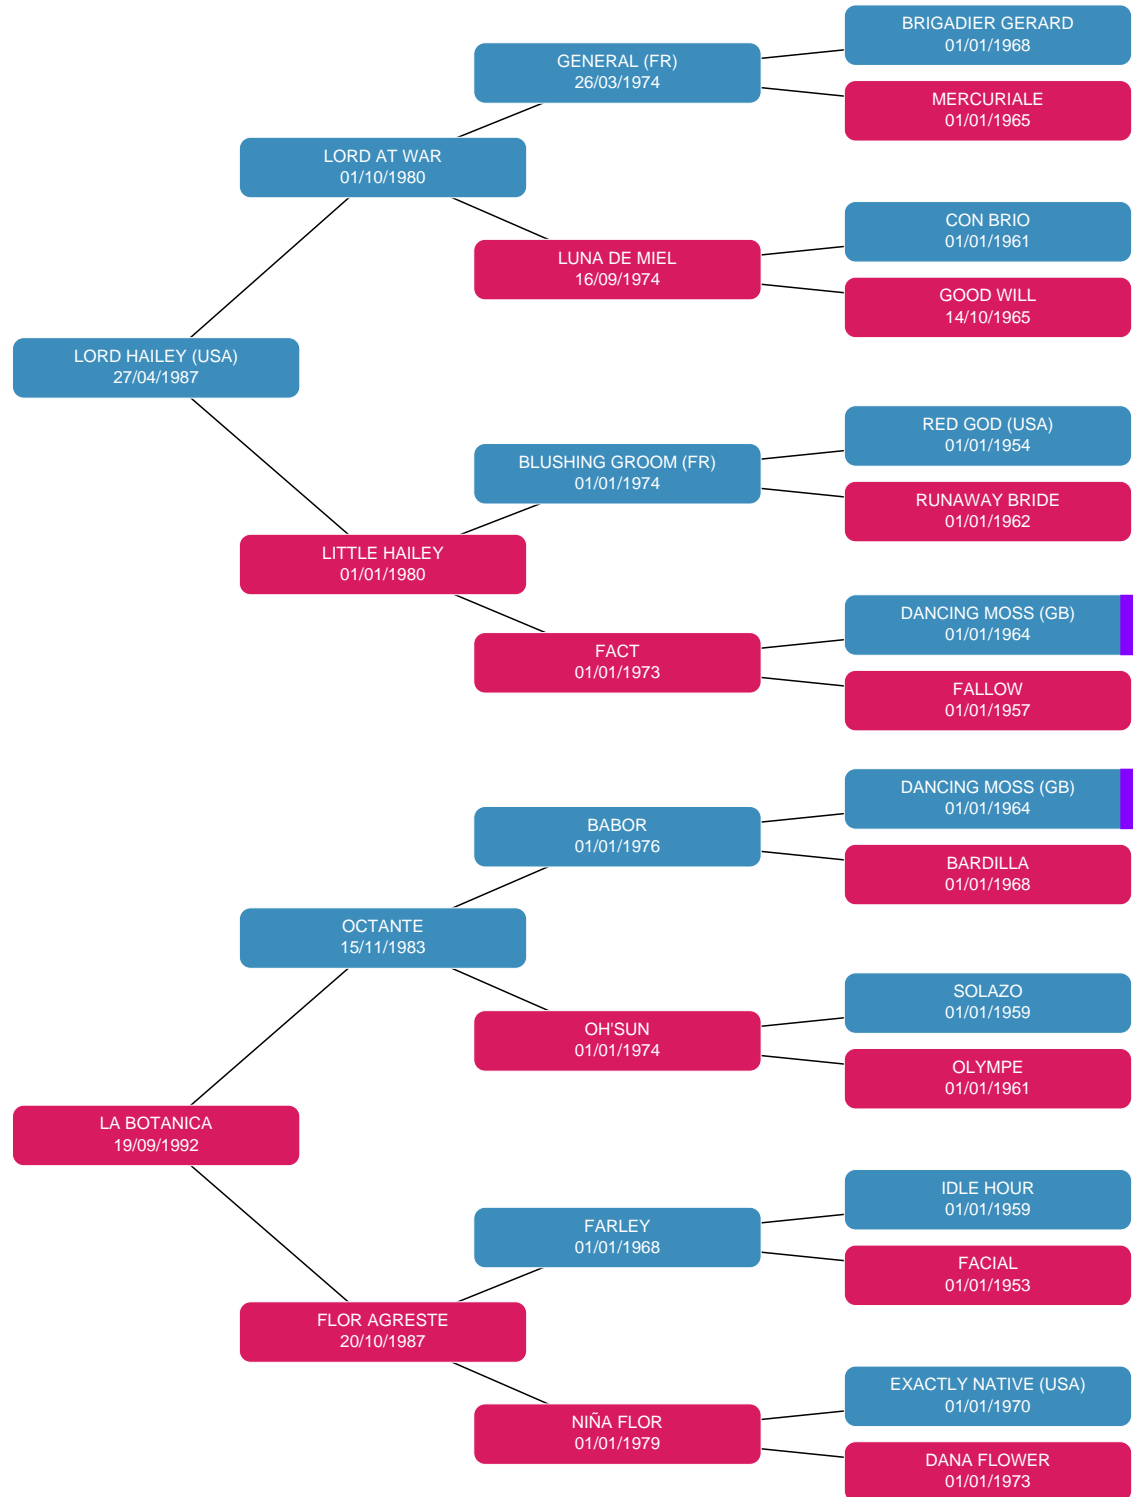 BRIGADIER GERARD
01/01/1968
GENERAL (FR)
26/03/1974
MERCURIALE
01/01/1965
LORD AT WAR
01/10/1980
CON BRIO
01/01/1961
LUNA DE MIEL
16/09/1974
GOOD WILL
14/10/1965
LORD HAILEY (USA)
27/04/1987
RED GOD (USA)
01/01/1954
BLUSHING GROOM (FR)
01/01/1974
RUNAWAY BRIDE
01/01/1962
LITTLE HAILEY
01/01/1980
DANCING MOSS (GB)
01/01/1964
FACT
01/01/1973
FALLOW
01/01/1957
DANCING MOSS (GB)
01/01/1964
BABOR
01/01/1976
BARDILLA
01/01/1968
OCTANTE
15/11/1983
SOLAZO
01/01/1959
OH'SUN
01/01/1974
OLYMPE
01/01/1961
LA BOTANICA
19/09/1992
IDLE HOUR
01/01/1959
FARLEY
01/01/1968
FACIAL
01/01/1953
FLOR AGRESTE
20/10/1987
EXACTLY NATIVE (USA)
01/01/1970
NIÑA FLOR
01/01/1979
DANA FLOWER
01/01/1973